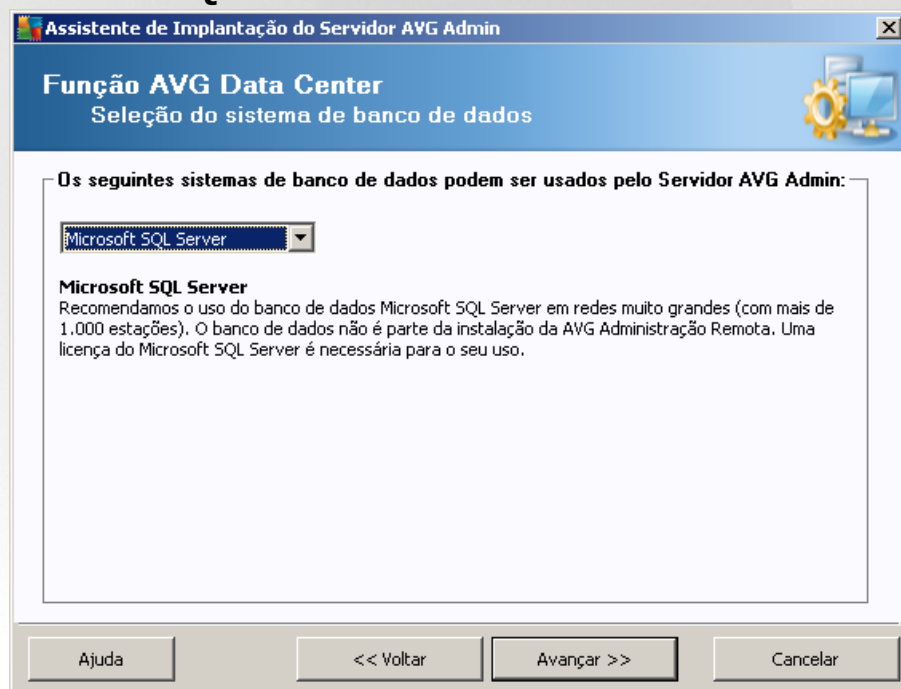 Assistente de Implantação do Servidor AVG Admin
Função AVG Data Center
Seleção do sistema de banco de dados
Os seguintes sistemas de banco de dados podem ser usados pelo Servidor AVG Admin:
Microsoft SQL Server
Microsoft SQL Server
Recomendamos o uso do banco de dados Microsoft SQL Server em redes muito grandes (com mais de
1.000 estações). O banco de dados não é parte da instalação da AVG Administração Remota. Uma
licença do Microsoft SQL Server é necessária para o seu uso.
Ajuda
<< Voltar
Avançar >>
Cancelar